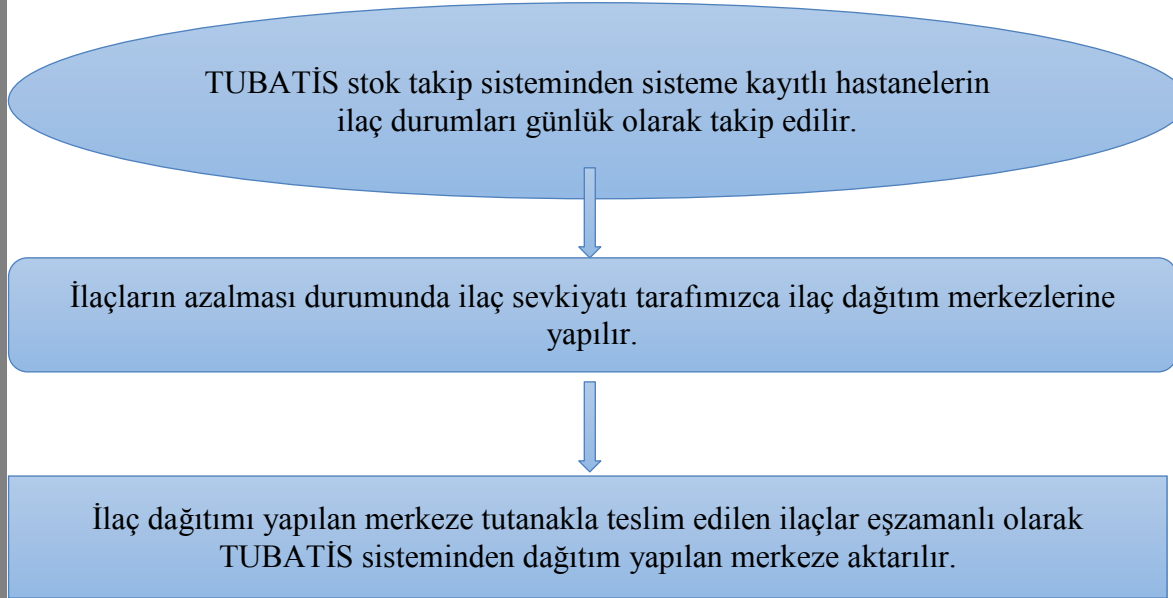 TUBATİS stok takip sisteminden sisteme kayıtlı hastanelerin
ilaç durumları günlük olarak takip edilir.
İlaçların azalması durumunda ilaç sevkiyatı tarafımızca ilaç dağıtım merkezlerine
yapılır.
İlaç dağıtımı yapılan merkeze tutanakla teslim edilen ilaçlar eşzamanlı olarak
TUBATİS sisteminden dağıtım yapılan merkeze aktarılır.